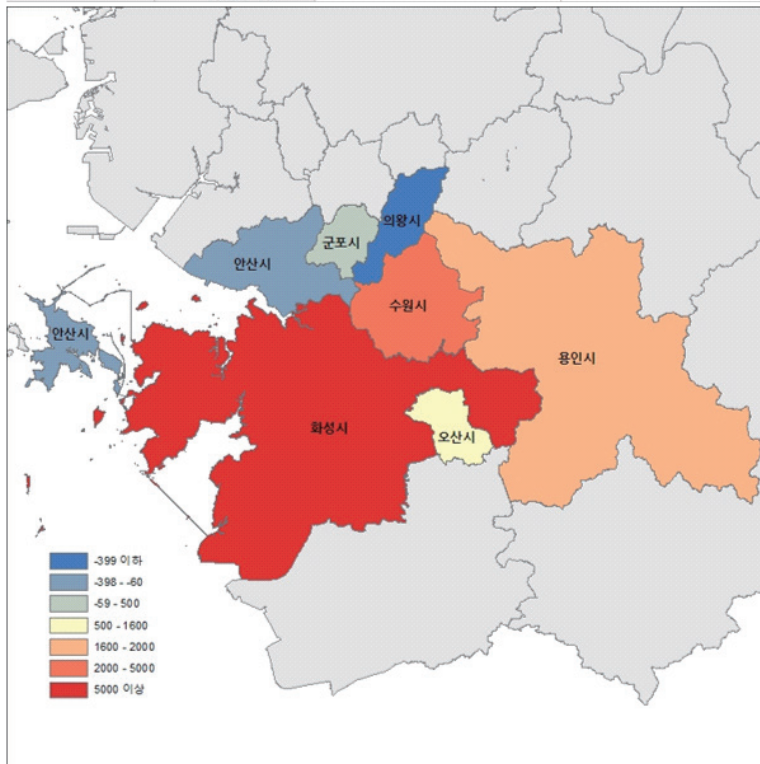 의왕시
군포시
안산시
수원시
안산시
용인시
화성시
오산시
-399 이하
-398 - -60
-59 - 500
500 - 1600
1600 - 2000
2000 - 5000
5000 이상